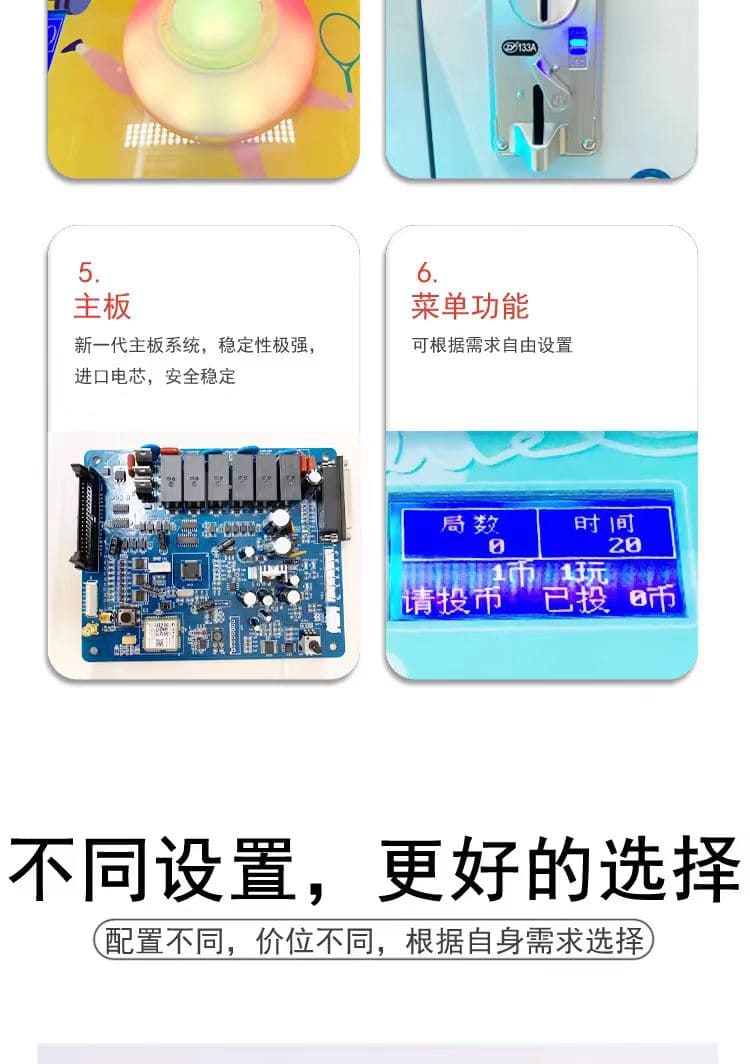 133A
5.
主板
新一代主板系统，稳定性极强，
进口电芯，安全稳定
6.
菜单功能
可根据需求自由设置
局数 时间
0 20
1币 1玩
请投币 已投 0币
不同设置，更好的选择
配置不同，价位不同，根据自身需求选择